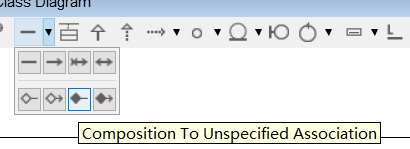 Class Diagram
Composition To Unspecified Association